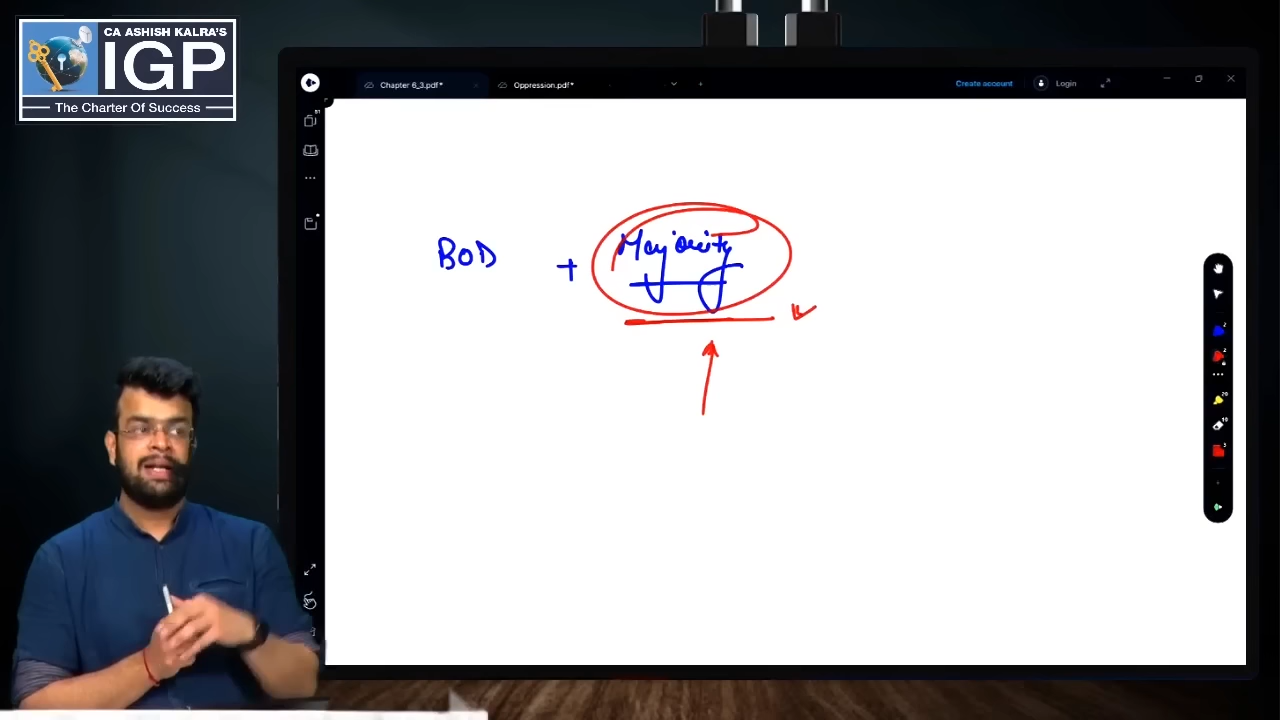 CA ASHISH KALRA'S
IGP
The Charter Of Success
Chapter 6_3.pdf*
Oppression.pdf*
Create account
Login
BOD + Majority